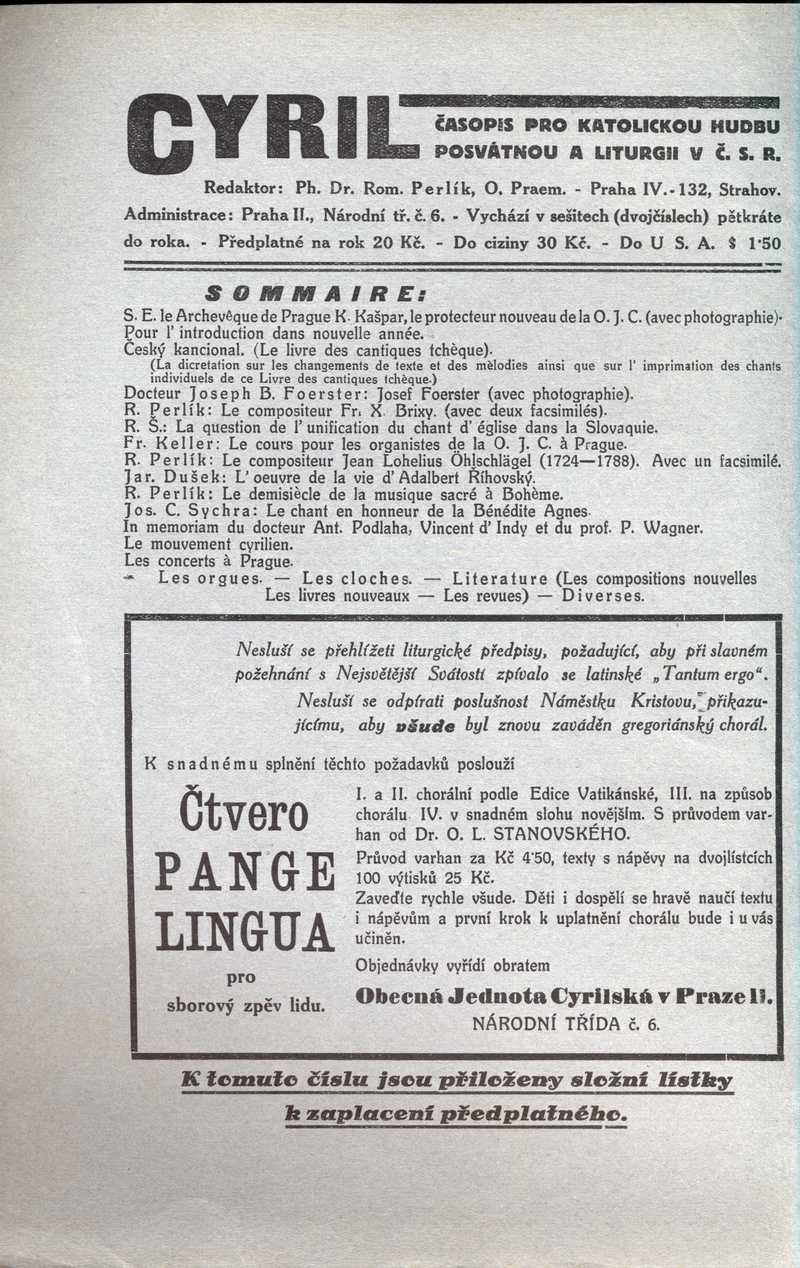 CYRIL
ČASOPIS PRO KATOLICKOU HUDBU
POSVÁTNOU A LITURGII V Č. S. R.
Redaktor: Ph. Dr. Rom. Perlík, O. Praem. - Praha IV.-132, Strahov.
Administrace: Praha II., Národní tř. č. 6. - Vychází v sešitech (dvojčíslech) pětkráte
do roka. - Předplatné na rok 20 Kč. - Do ciziny 30 Kč. - Do U S. A. $ 1·50
SOMMAIRE:
S. E. le Archevêque de Prague K. Kašpar, le protecteur nouveau de la O. J. C. (avec photographie).
Pour l' introduction dans nouvelle année.
Český kancional. (Le livre des cantiques tchèque).
(La dicretation sur les changements de texte et des mèlodies ainsi que sur l' imprimation des chants
individuels de ce Livre des cantiques tchèque.)
Docteur Joseph B. Foerster: Josef Foerster (avec photographie).
R. Perlík: Le compositeur Fr. X. Brixy. (avec deux facsimilés).
R. Š.: La question de l' unification du chant d' église dans la Slovaquie.
Fr. Keller: Le cours pour les organistes de la O. J. C. à Prague.
R. Perlík: Le compositeur Jean Lohelius Öhlschlägel (1724—1788). Avec un facsimilé.
Jar. Dušek: L' oeuvre de la vie d' Adalbert Říhovský.
R. Perlík: Le demisiècle de la musique sacré à Bohème.
Jos. C. Sychra: Le chant en honneur de la Bénédite Agnes.
In memoriam du docteur Ant. Podlaha, Vincent d' Indy et du prof. P. Wagner.
Le mouvement cyrilien.
Les concerts à Prague.
Les orgues. — Les cloches. — Literature (Les compositions nouvelles
Les livres nouveaux — Les revues) — Diverses.
Nesluší se přehlížeti liturgické předpisy, požadující, aby při slavném
požehnání s Nejsvětější Svátostí zpívalo se latinské „Tantum ergo“.
Nesluší se odpírati poslušnost Náměstku Kristovu, přikazu-
jícímu, aby všude byl znovu zaváděn gregoriánský chorál.
K snadnému splnění těchto požadavků poslouží
Čtvero
PANGE
LINGUA
pro
sborový zpěv lidu.
I. a II. chorální podle Edice Vatikánské, III. na způsob
chorálu IV. v snadném slohu novějším. S průvodem var-
han od Dr. O. L. STANOVSKÉHO.
Průvod varhan za Kč 4·50, texty s nápěvy na dvojlístcích
100 výtisků 25 Kč.
Zaveďte rychle všude. Děti i dospělí se hravě naučí textu
i nápěvům a první krok k uplatnění chorálu bude i u vás
učiněn.
Objednávky vyřídí obratem
Obecná Jednota Cyrilská v Praze II.
NÁRODNÍ TŘÍDA č. 6.
K tomuto číslu jsou přiloženy složní lístky
k zaplacení předplatného.